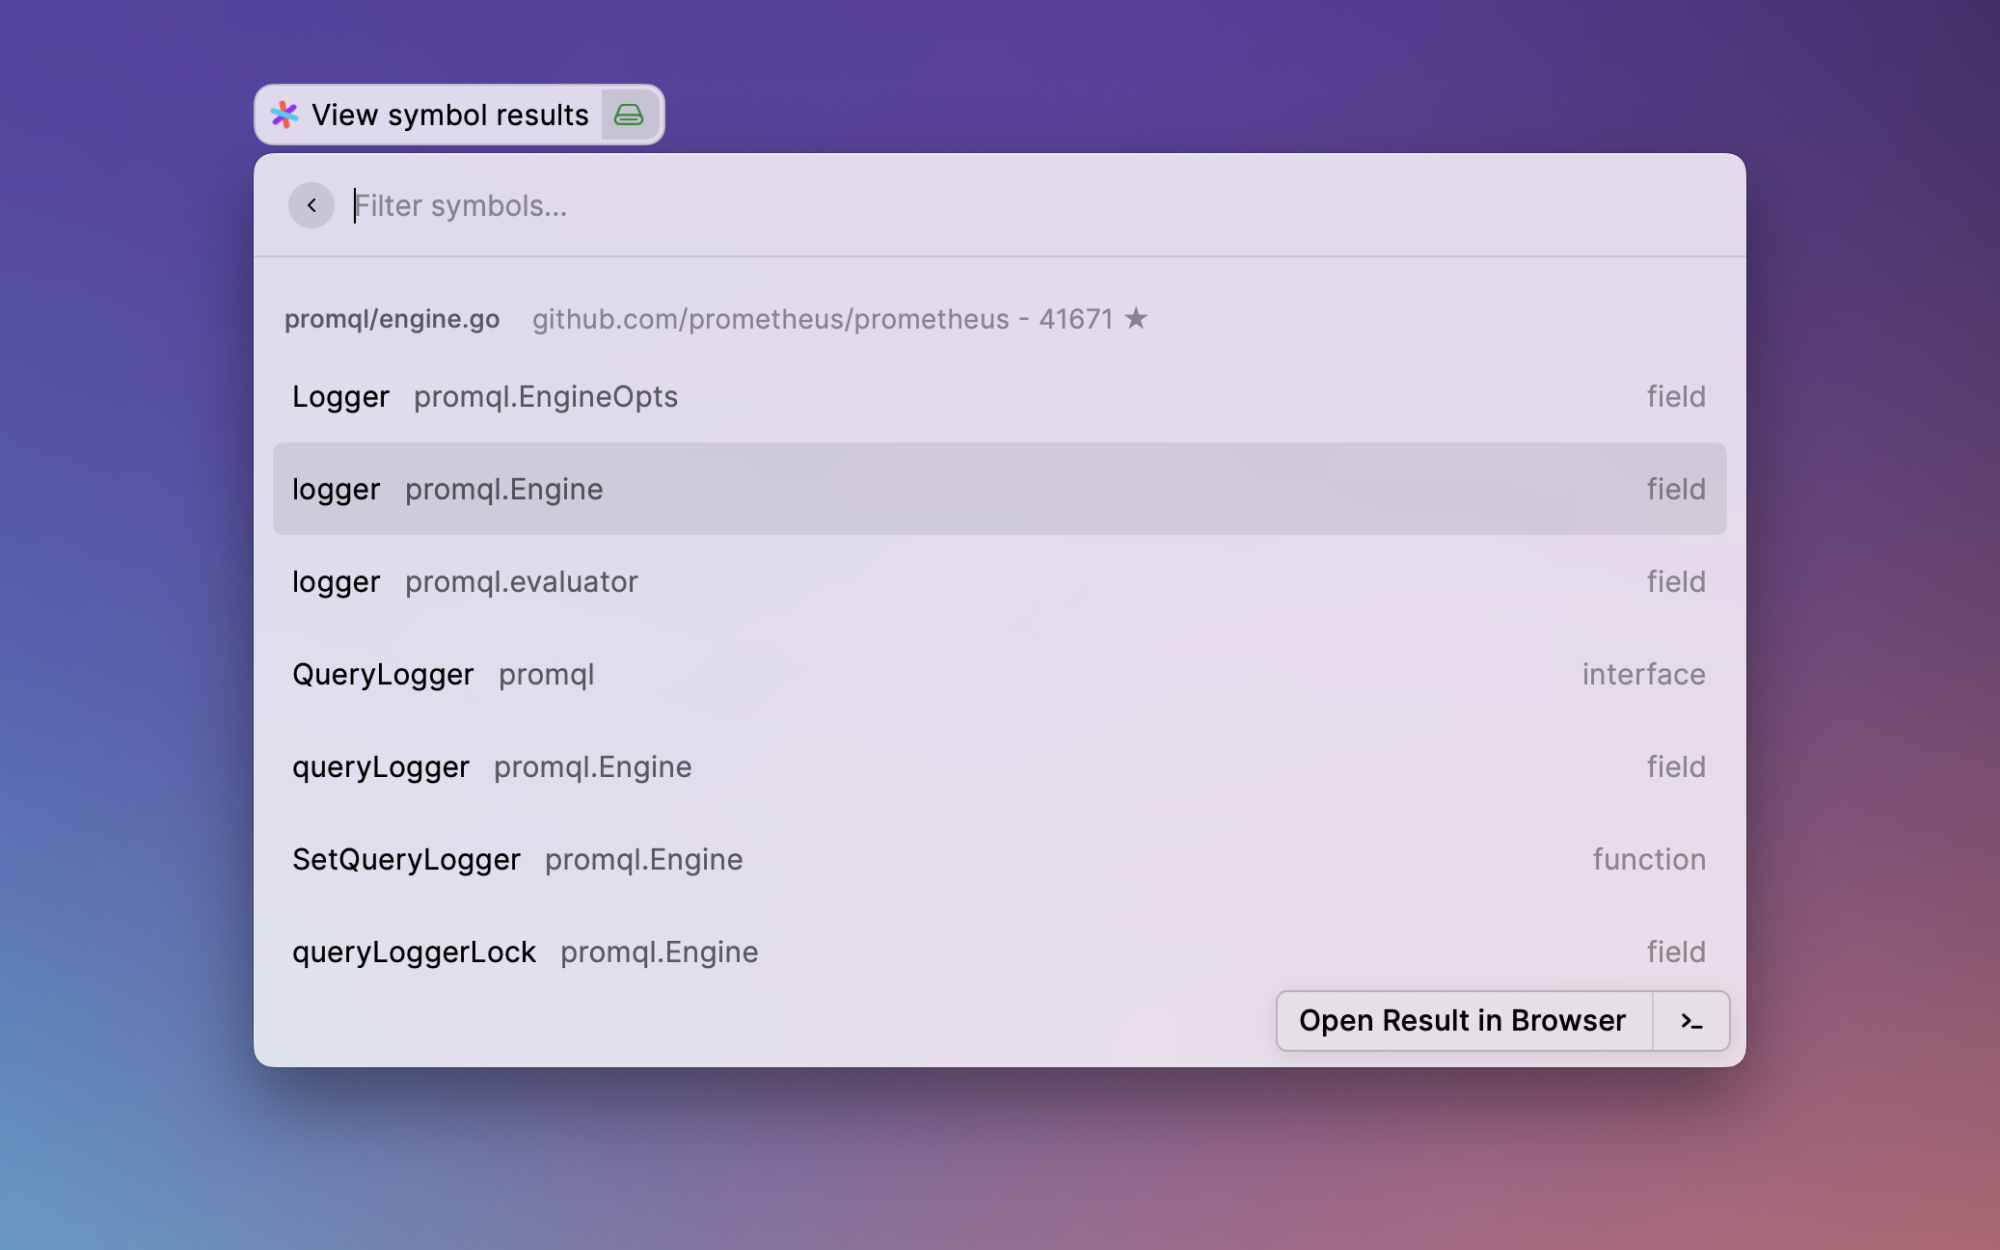 View symbol results
Filter symbols...
promql/engine.go github.com/prometheus/prometheus - 41671 ★
Logger promql.EngineOpts field
logger promql.Engine field
logger promql.evaluator field
QueryLogger promql interface
queryLogger promql.Engine field
SetQueryLogger promql.Engine function
queryLoggerLock promql.Engine field
Open Result in Browser